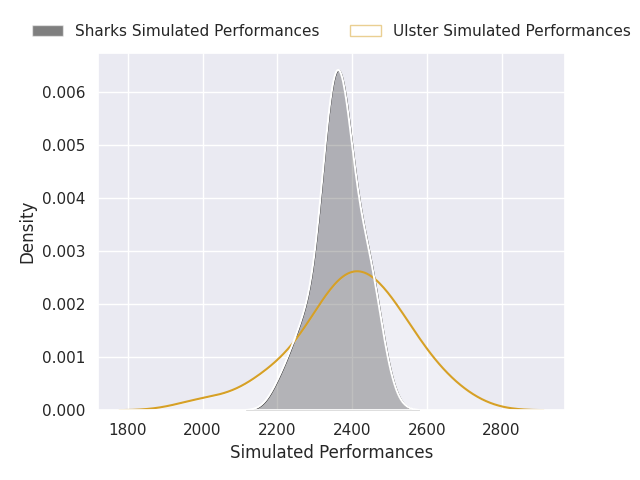 Sharks Simulated Performances Ulster Simulated Performances
0.006
0.005
0.004
0.003
0.002
0.001
0.000
Density
1800 2000 2200 2400 2600 2800
Simulated Performances